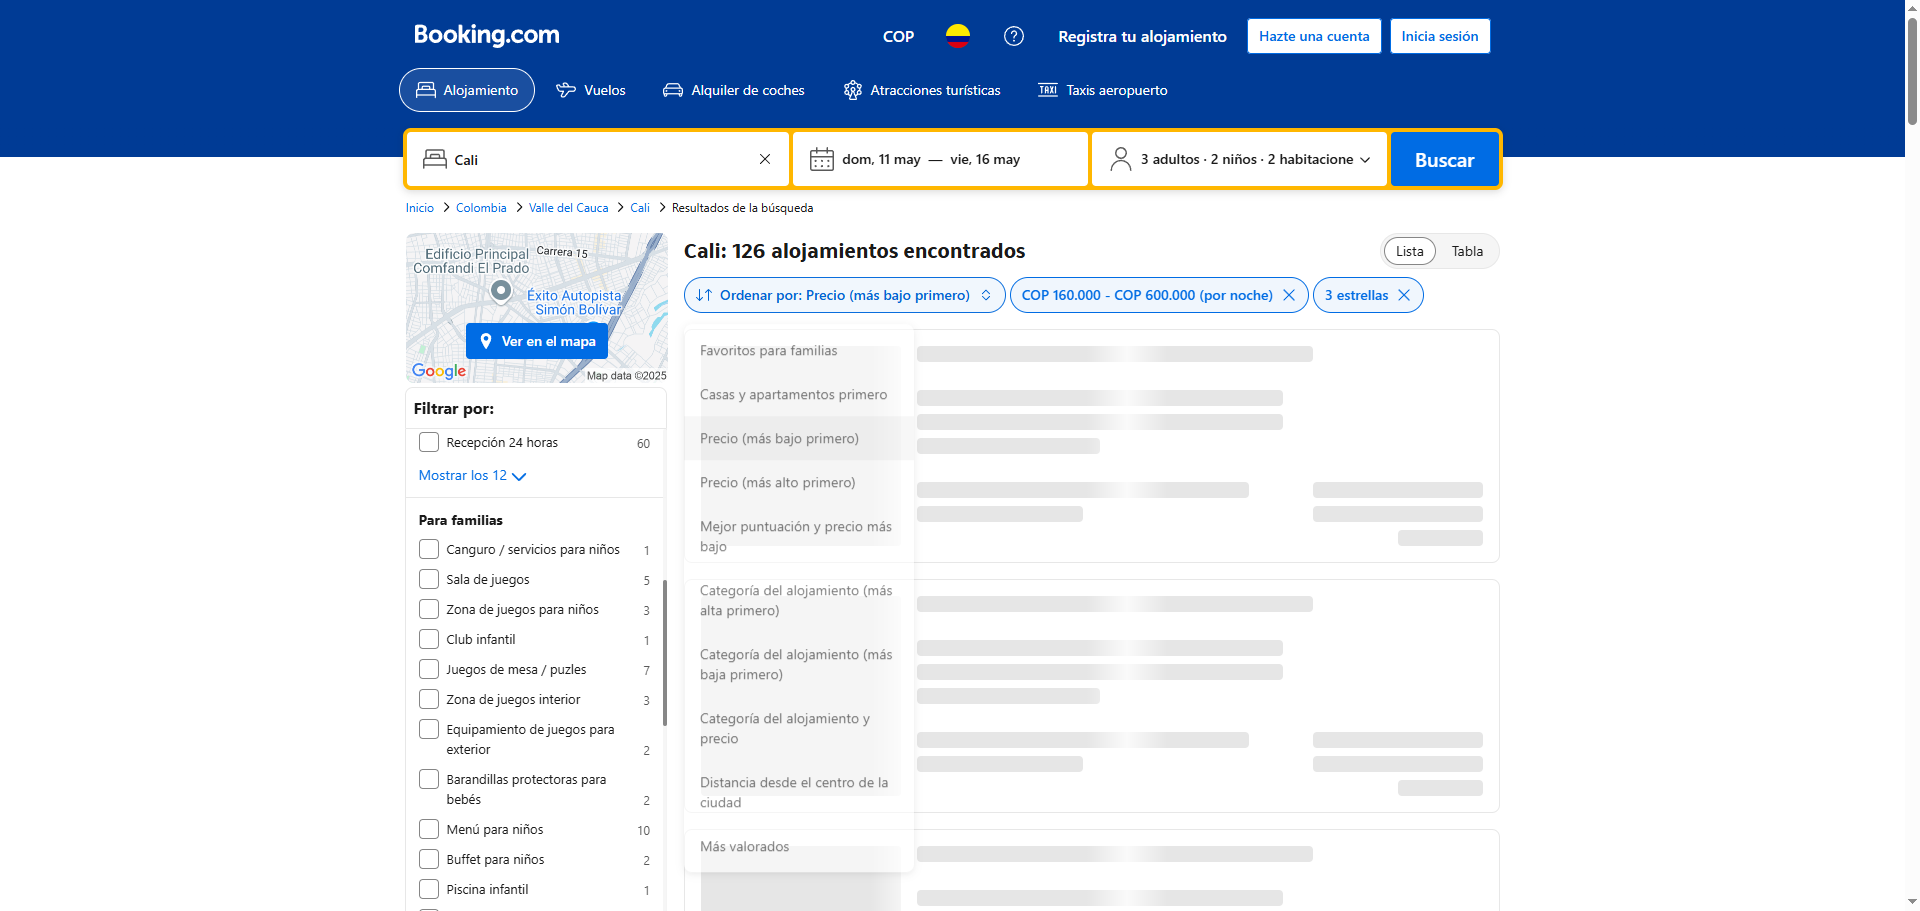 Booking.com
COP
Registra tu alojamiento
Hazte una cuenta
Inicia sesión
Alojamiento
Vuelos
Alquiler de coches
Atracciones turísticas
TAXI
Taxis aeropuerto
Cali
dom, 11 may — vie, 16 may
3 adultos · 2 niños · 2 habitacione
Buscar
Inicio
Colombia
Valle del Cauca
Cali
Resultados de la búsqueda
Edificio Principal
Comfandi El Prado
Carrera 15
Éxito Autopista
Simón Bolívar
Ver en el mapa
Google
Map data ©2025
Filtrar por:
Recepción 24 horas 60
Mostrar los 12
Para familias
Canguro / servicios para niños 1
Sala de juegos 5
Zona de juegos para niños 3
Club infantil 1
Juegos de mesa / puzles 7
Zona de juegos interior 3
Equipamiento de juegos para
exterior 2
Barandillas protectoras para
bebés 2
Menú para niños 10
Buffet para niños 2
Piscina infantil 1
Cali: 126 alojamientos encontrados
Lista
Tabla
Ordenar por: Precio (más bajo primero)
COP 160.000 - COP 600.000 (por noche)
3 estrellas
Favoritos para familias
Casas y apartamentos primero
Precio (más bajo primero)
Precio (más alto primero)
Mejor puntuación y precio más
bajo
Categoría del alojamiento (más
alta primero)
Categoría del alojamiento (más
baja primero)
Categoría del alojamiento y
precio
Distancia desde el centro de la
ciudad
Más valorados